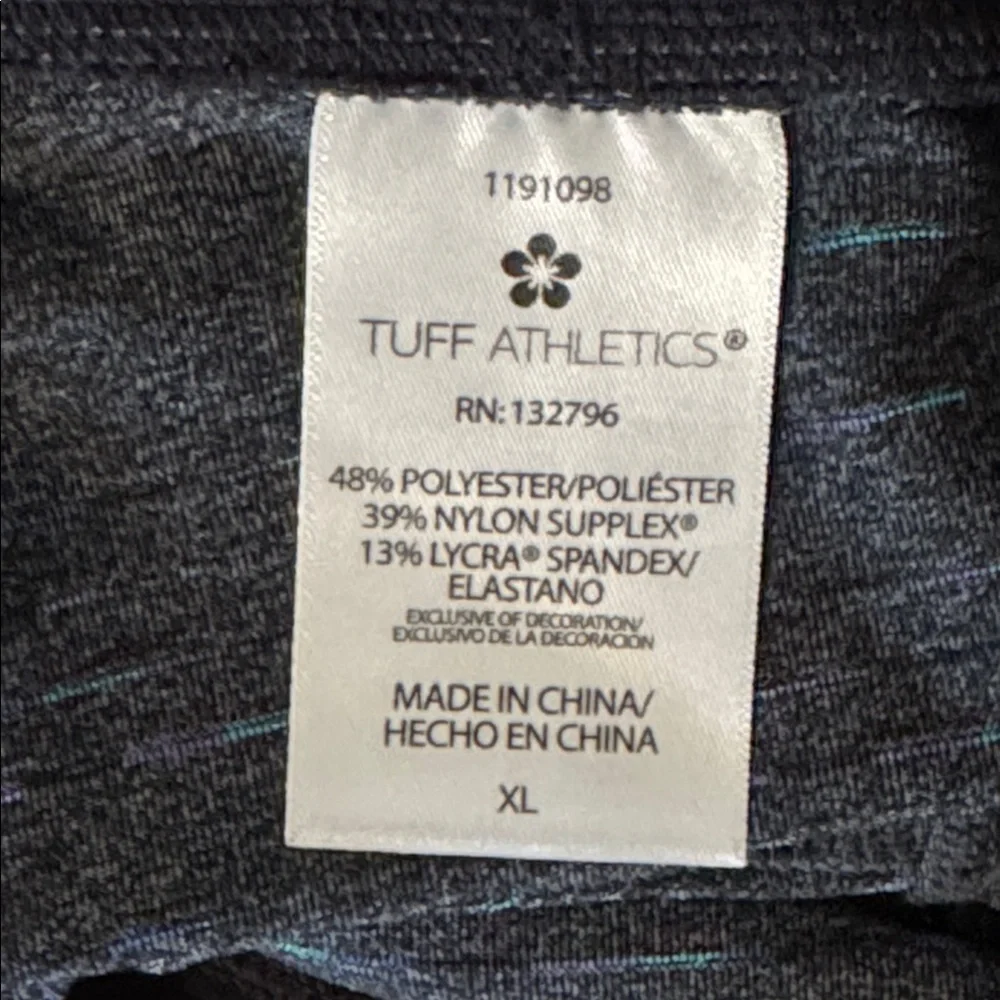 1191098
TUFF ATHLETICS®
RN: 132796
48% POLYESTER/POLIÉSTER
39% NYLON SUPPLEX®
13% LYCRA® SPANDEX/
ELASTANO
EXCLUSIVE OF DECORATION/
EXCLUSIVO DE LA DECORACION
MADE IN CHINA/
HECHO EN CHINA
XL